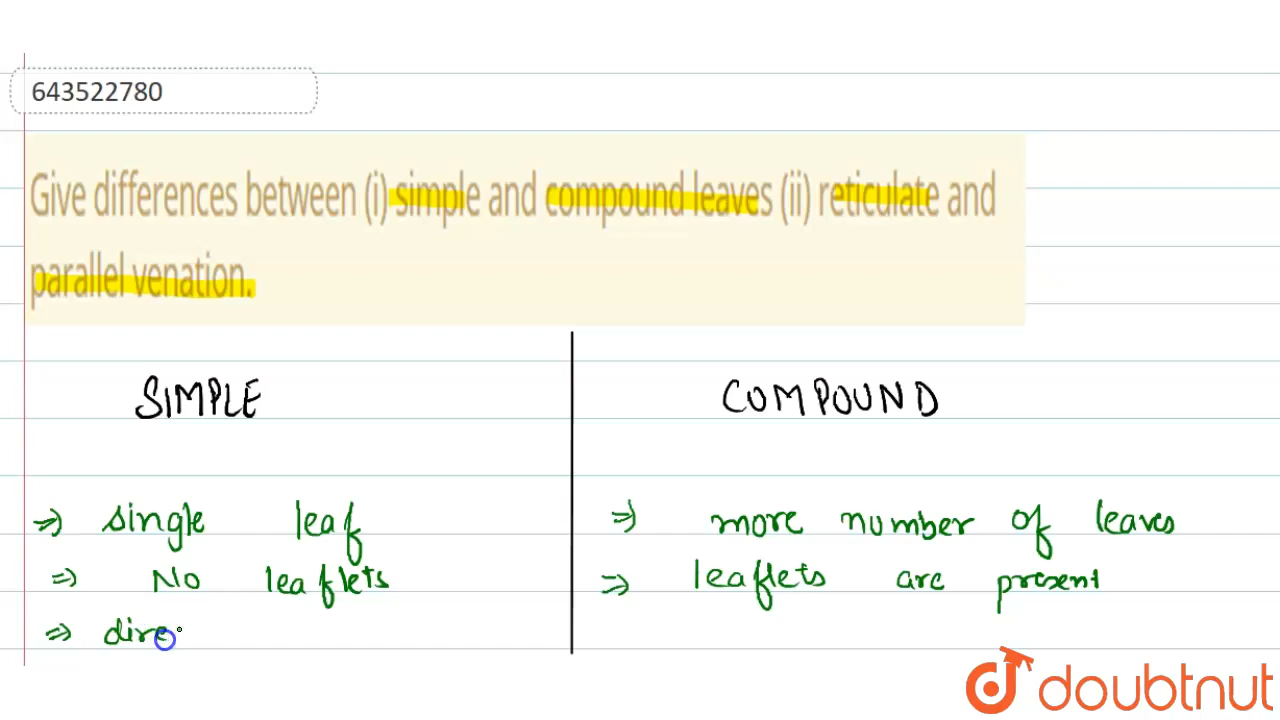 643522780
Give differences between (i) simple and compound leaves (ii) reticulate and
parallel venation.
SIMPLE
COMPOUND
⇒ single leaf
⇒ more number of leaves
⇒ No leaflets
⇒ leaflets are present
⇒ dire
doubtnut